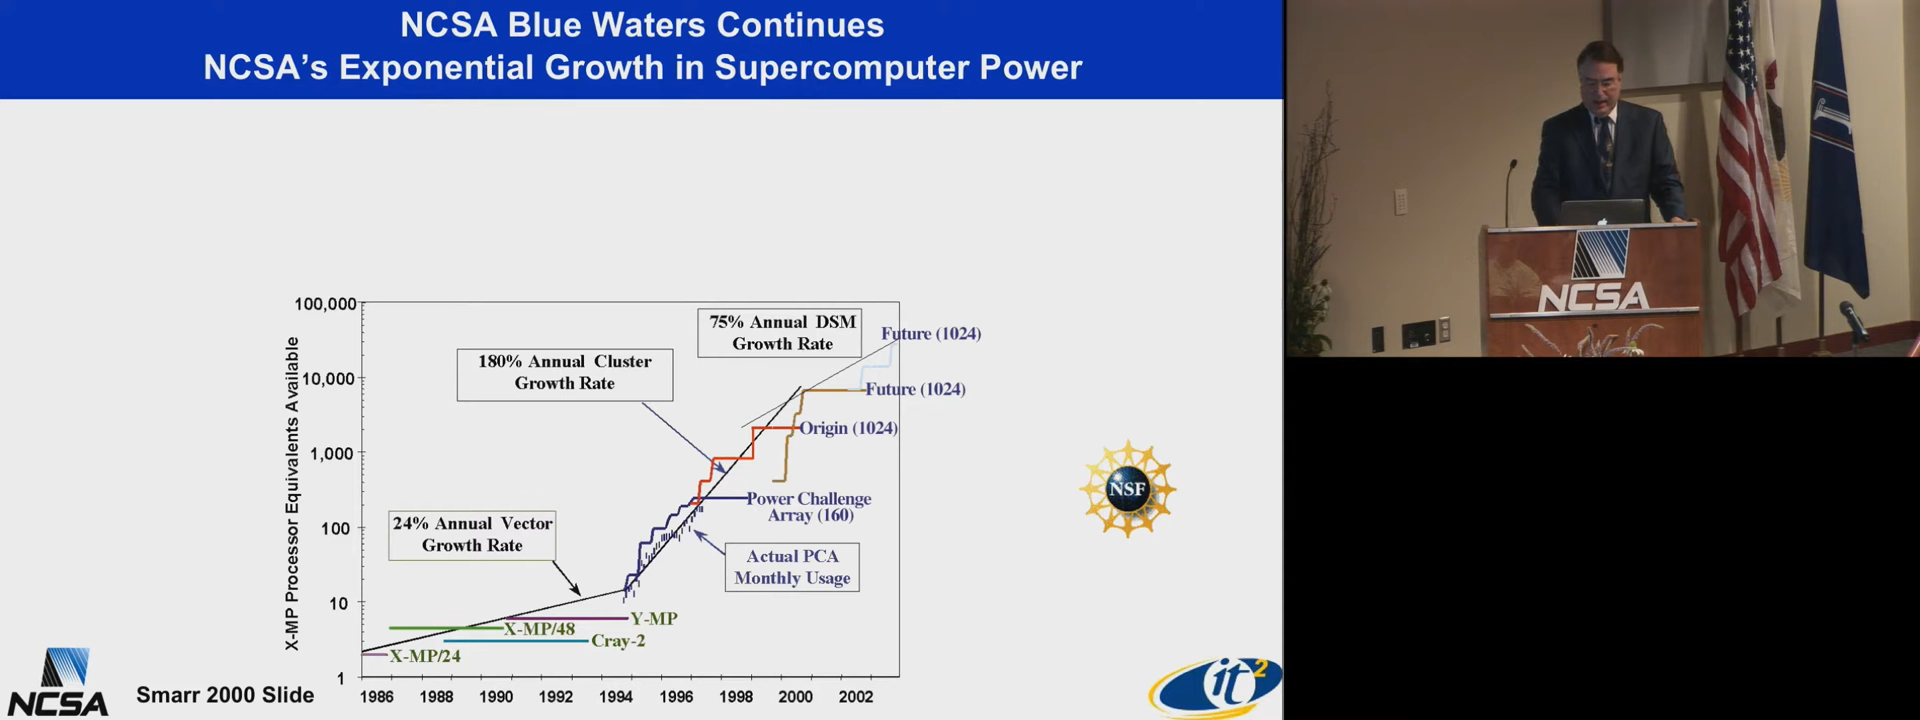 NCSA Blue Waters Continues
NCSA's Exponential Growth in Supercomputer Power
X-MP Processor Equivalents Available
100,000
10,000
1,000
100
10
1
75% Annual DSM
Growth Rate
180% Annual Cluster
Growth Rate
24% Annual Vector
Growth Rate
Future (1024)
Future (1024)
Origin (1024)
Power Challenge
Array (160)
Actual PCA
Monthly Usage
Y-MP
X-MP/48
Cray-2
X-MP/24
1986 1988 1990 1992 1994 1996 1998 2000 2002
NSF
NCSA
Smarr 2000 Slide
it2
NCSA